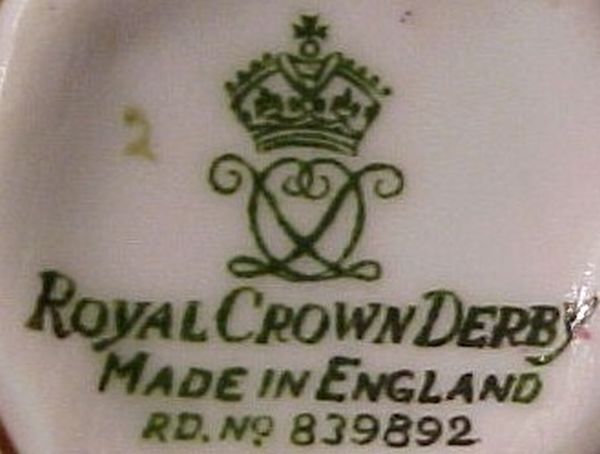 2
ROYAL CROWN DERBY
MADE IN ENGLAND
RD. Nº 839892